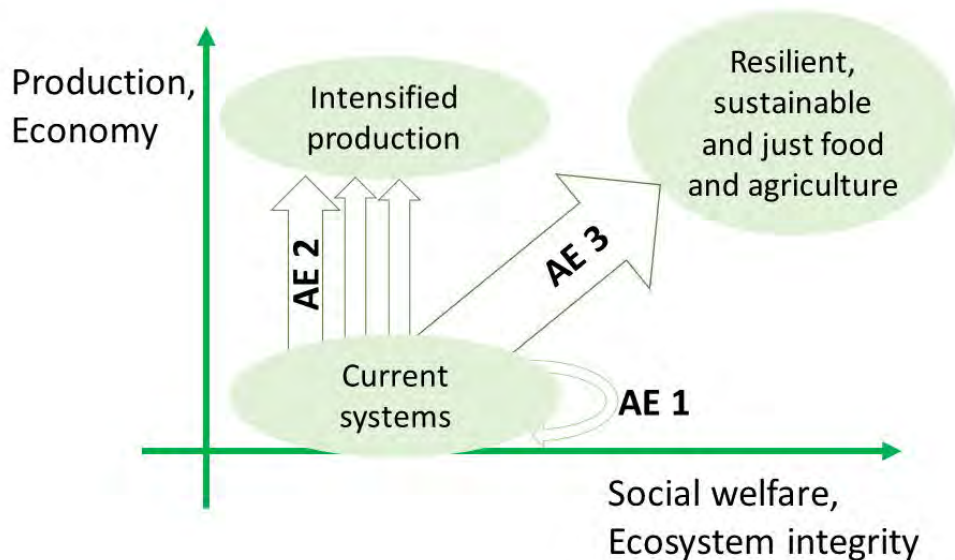 Production,
Economy
Intensified
production
Resilient,
sustainable
and just food
and agriculture
AE 2
AE 3
Current
systems
AE 1
Social welfare,
Ecosystem integrity